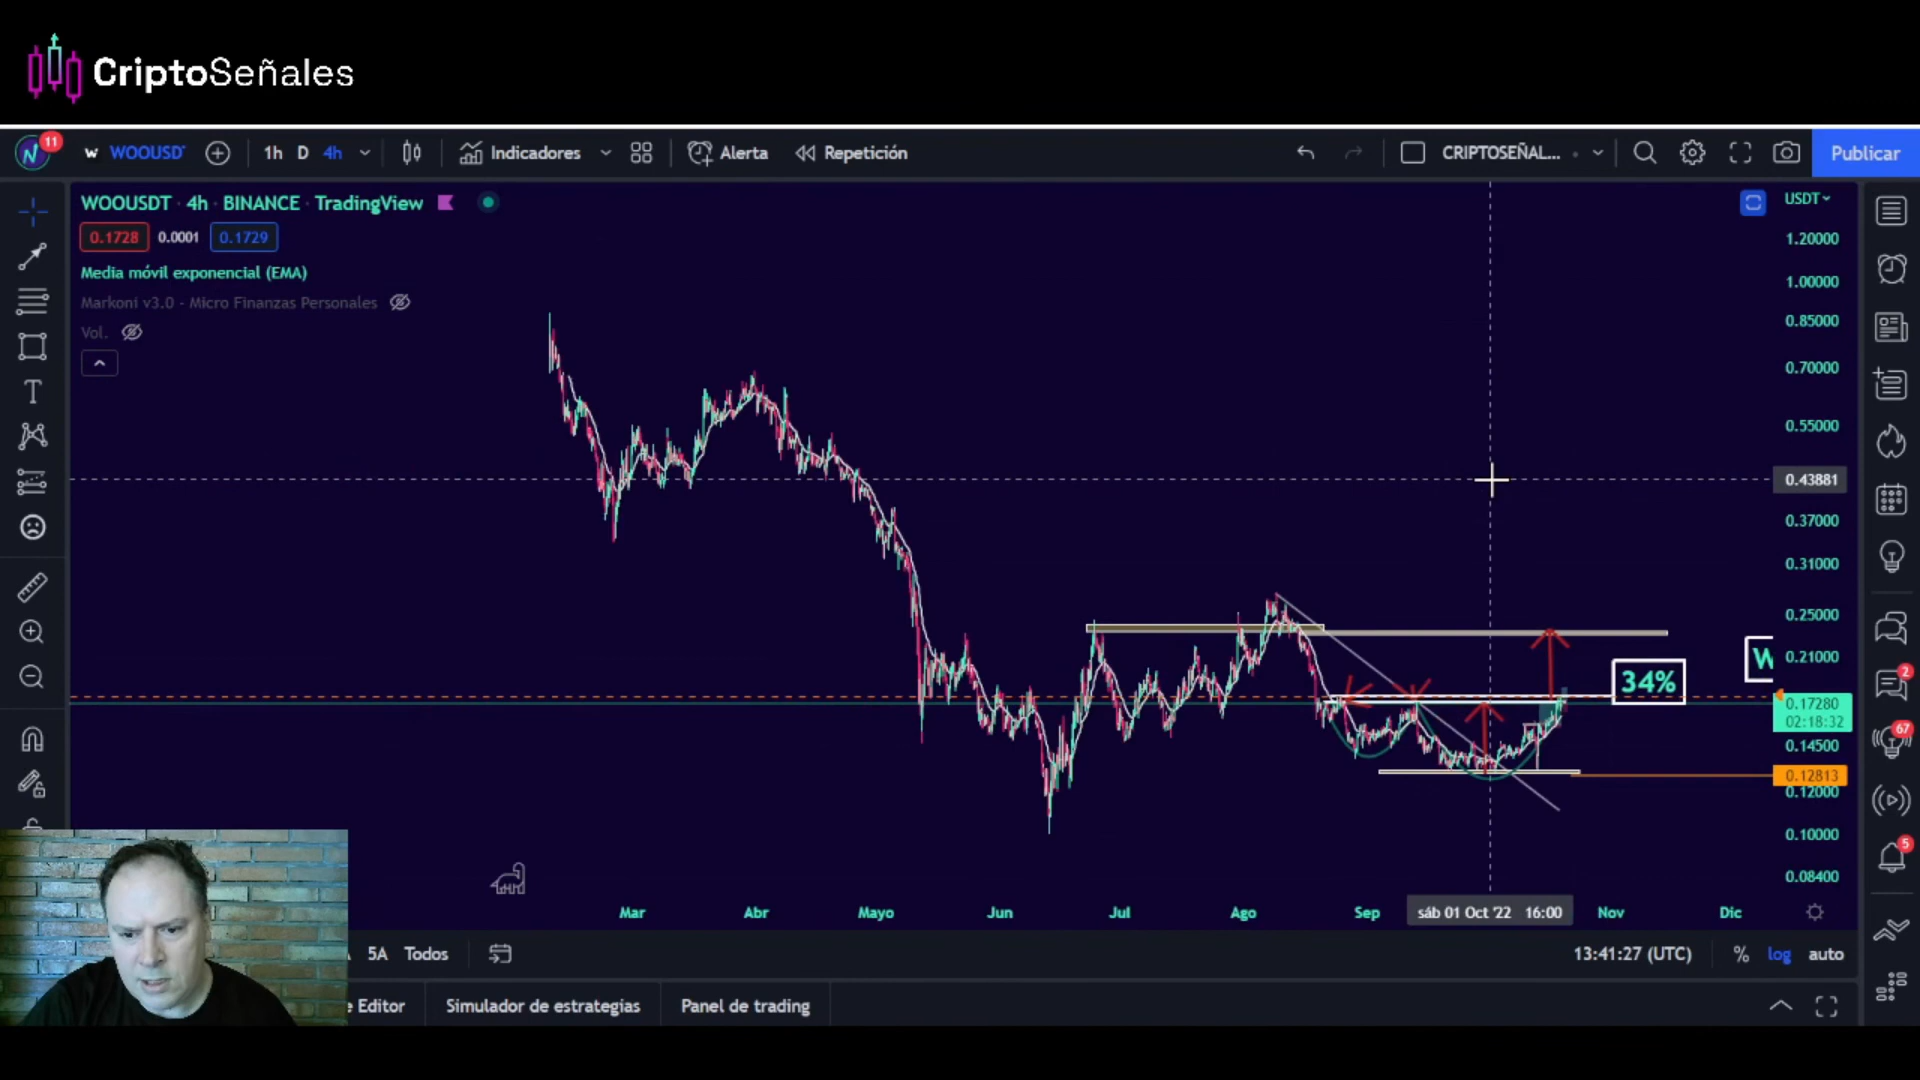 CriptoSeñales
11
WOOUSDT
1h D 4h
Indicadores
Alerta
Repetición
CRIPTOSEÑAL...
Publicar
WOOUSDT · 4h · BINANCE · TradingView
USDT
0.1728 0.0001 0.1729
Media móvil exponencial (EMA)
Markoni v3.0 - Micro Finanzas Personales
Vol.
1.20000
1.00000
0.85000
0.70000
0.55000
0.43881
0.37000
0.31000
0.25000
0.21000
W
34%
0.17280
02:18:32
0.14500
0.12813
0.12000
0.10000
0.08400
2
67
5
Mar Abr Mayo Jun Jul Ago Sep sáb 01 Oct '22 16:00 Nov Dic
5A Todos
13:41:27 (UTC) % log auto
Editor Simulador de estrategias Panel de trading